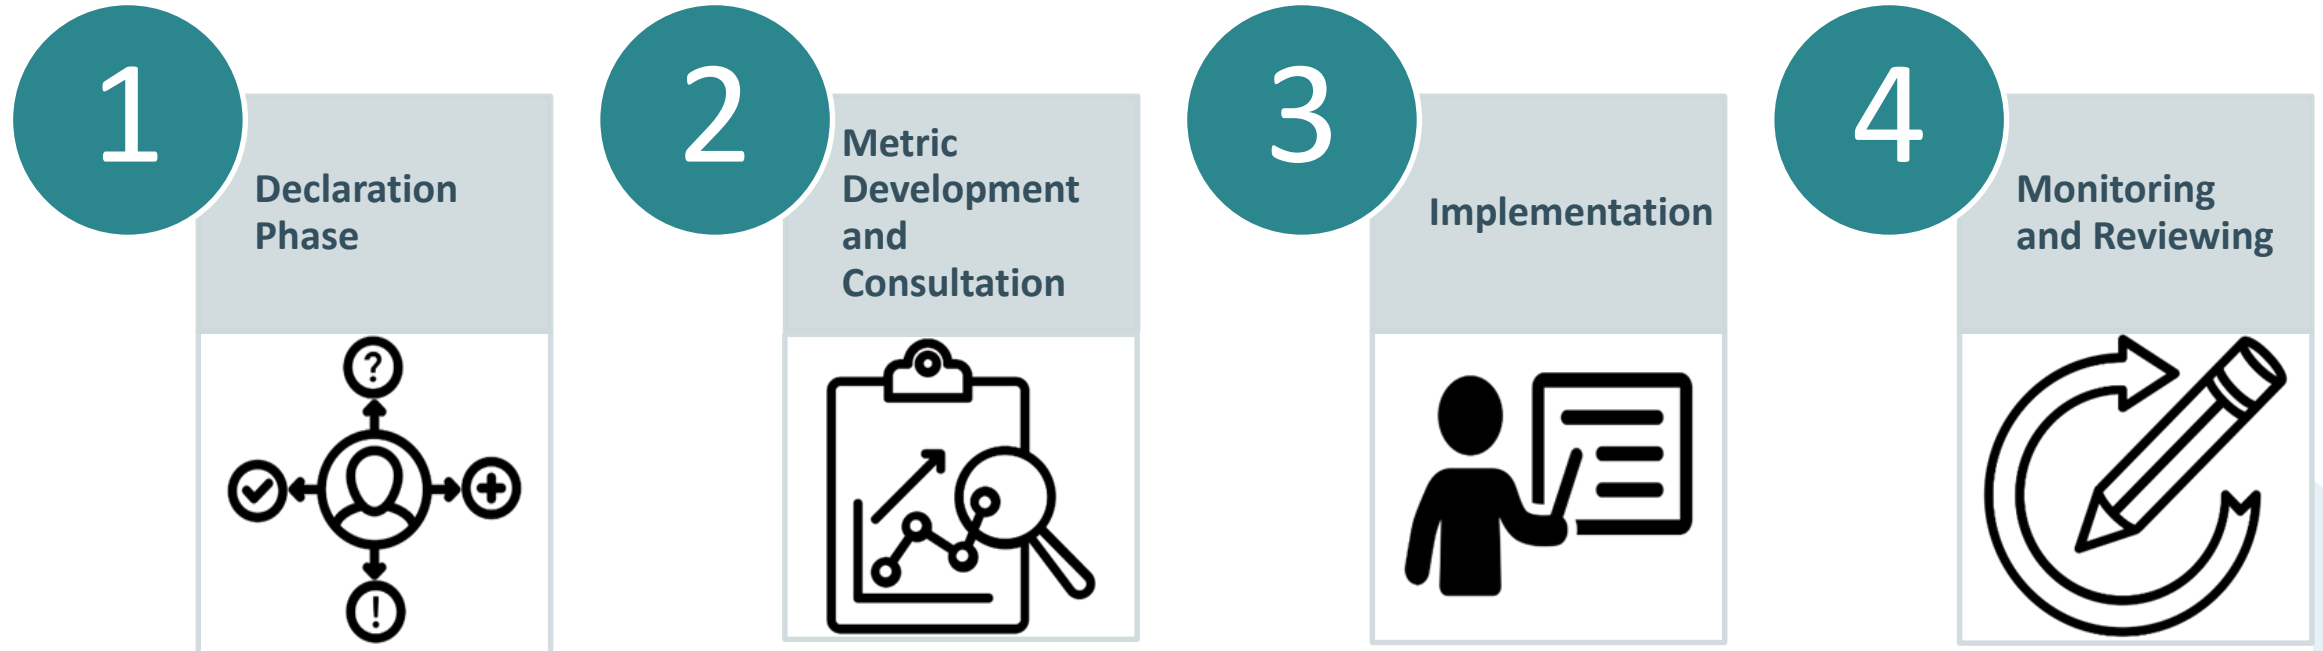 1
Declaration
Phase
?
!
2
Metric
Development
and
Consultation
3
Implementation
4
Monitoring
and Reviewing